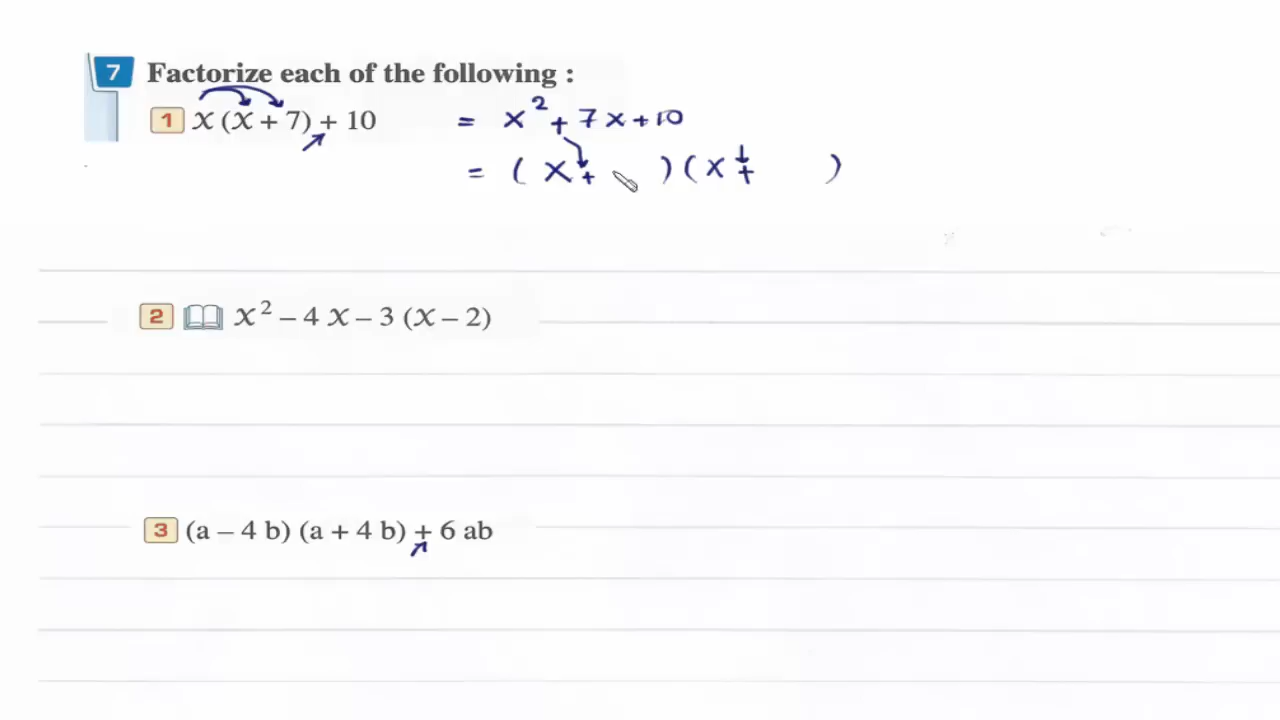 7 Factorize each of the following :
1 x (x + 7) + 10 = x² + 7x + 10
= ( x + ) ( x + )
2 x² – 4 x – 3 (x – 2)
3 (a – 4 b) (a + 4 b) + 6 ab